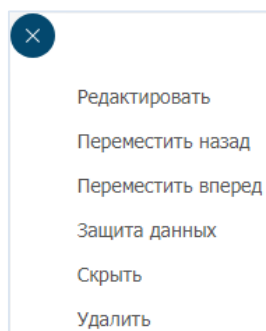 Редактировать
Переместить назад
Переместить вперед
Защита данных
Скрыть
Удалить